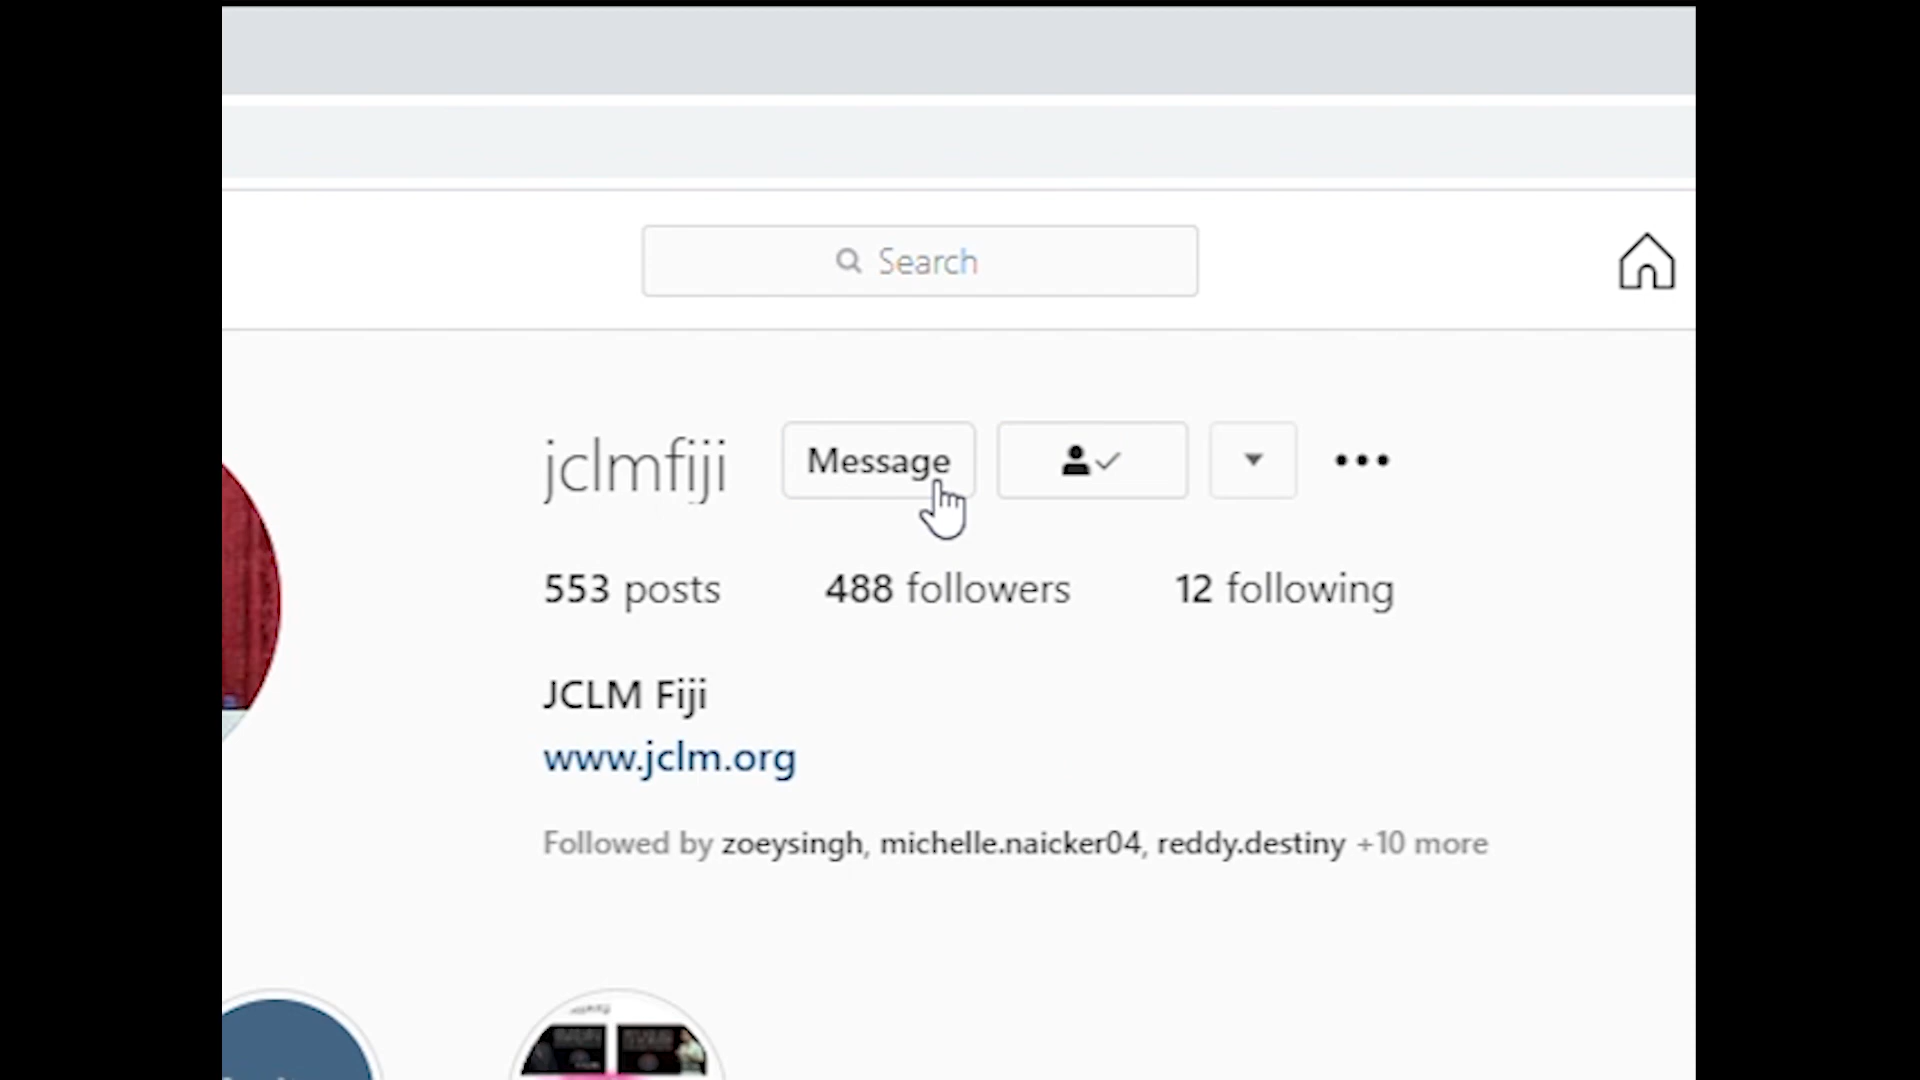 Search
jclmfiji Message
553 posts 488 followers 12 following
JCLM Fiji
www.jclm.org
Followed by zoeysingh, michelle.naicker04, reddy.destiny +10 more